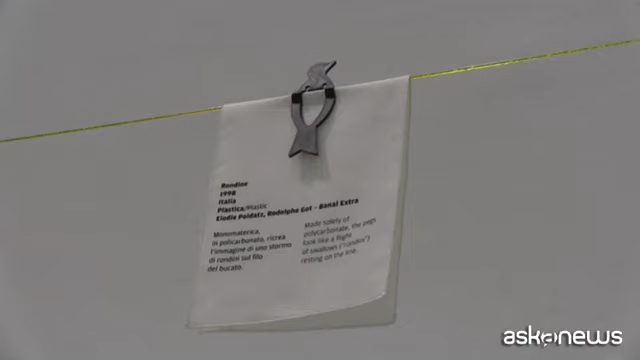 Rondine
1998
Italia
Plastica/Plastic
Elodie Poidatz, Rodolphe Got - Banal Extra
Monomaterica,
in policarbonato, ricrea
l'immagine di uno stormo
di rondini sul filo
del bucato.
Made solely of
polycarbonate, the pegs
look like a flight
of swallows ("rondini")
resting on the line.
askanews